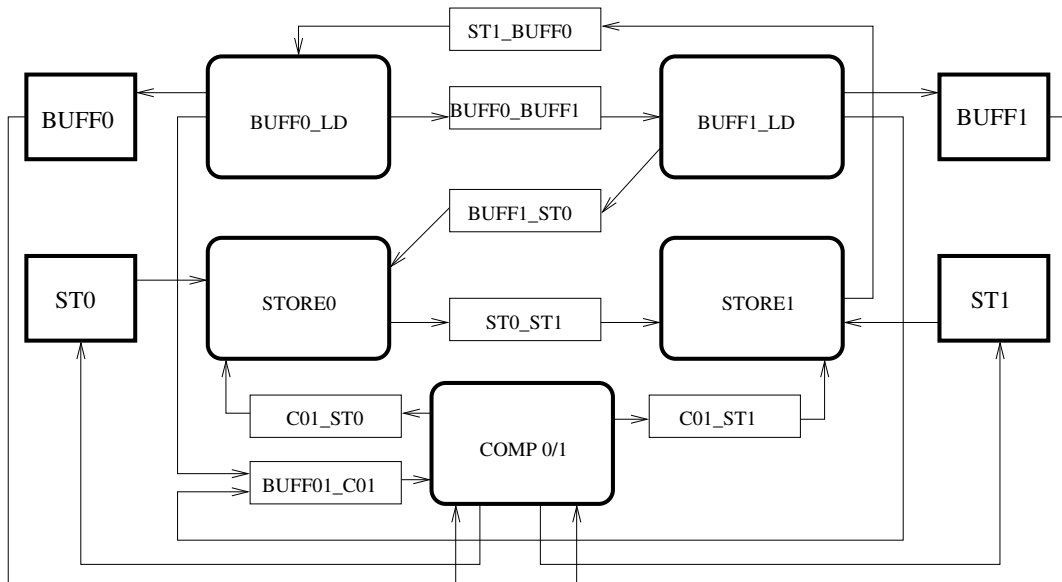 ST1_BUFF0
BUFF0
BUFF0_LD
BUFF0_BUFF1
BUFF1_LD
BUFF1
BUFF1_ST0
ST0
STORE0
ST0_ST1
STORE1
ST1
C01_ST0
COMP 0/1
C01_ST1
BUFF01_C01